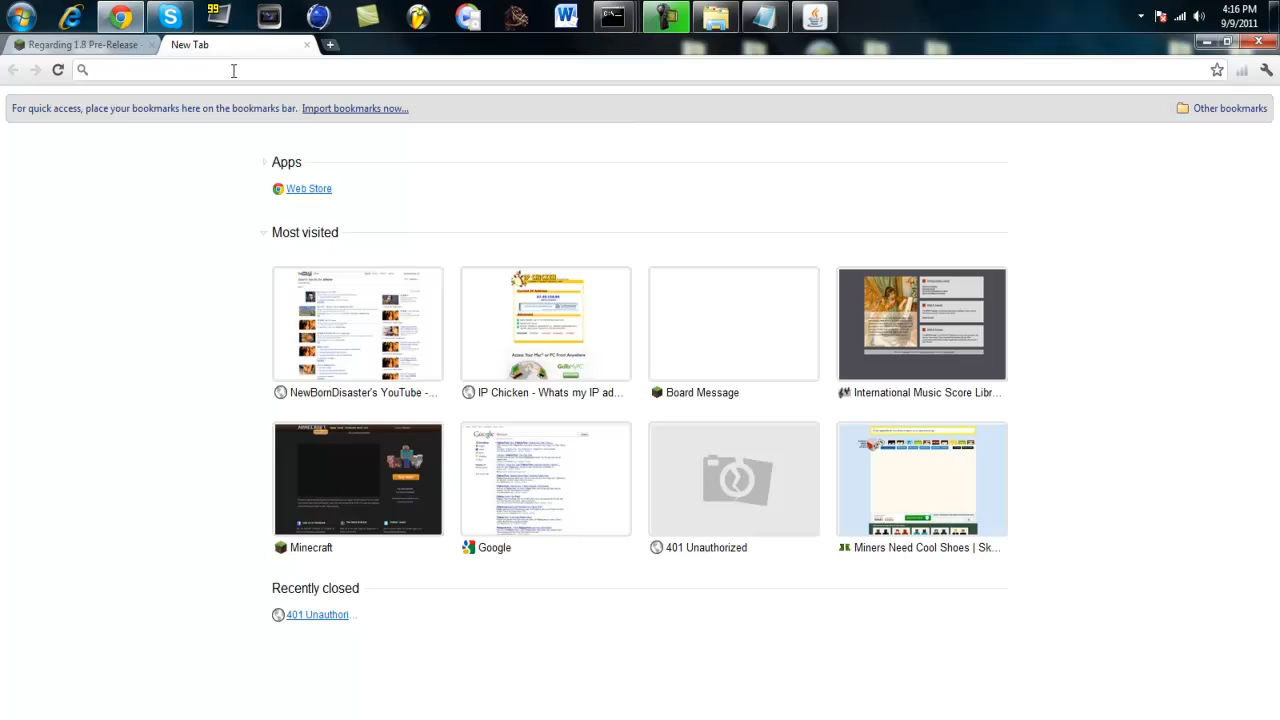 99
4:16 PM
9/9/2011
Regarding 1.8 Pre-Release -
New Tab
For quick access, place your bookmarks here on the bookmarks bar. Import bookmarks now...
Other bookmarks
Apps
Web Store
Most visited
NewBornDisaster's YouTube -...
IP Chicken - Whats my IP ad...
Board Message
International Music Score Libr...
Minecraft
Google
401 Unauthorized
Miners Need Cool Shoes | Sk...
Recently closed
401 Unauthori...